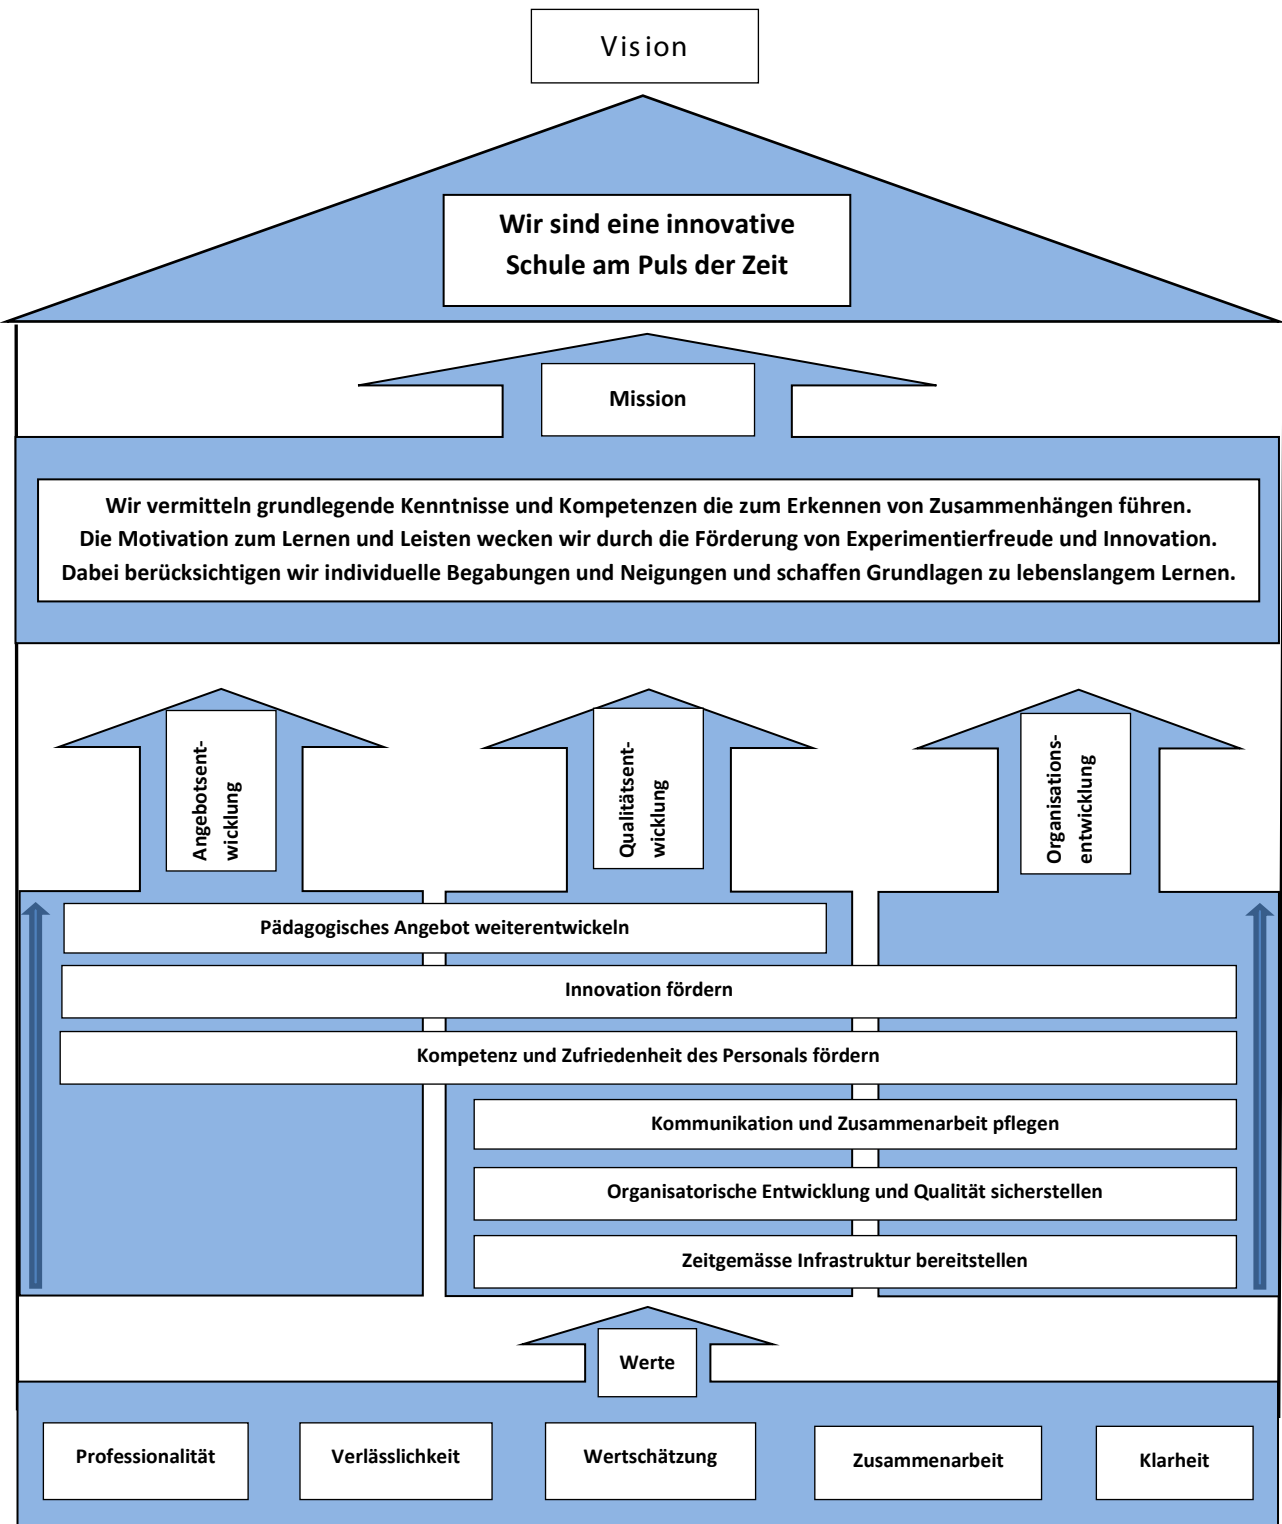 Vision
Wir sind eine innovative
Schule am Puls der Zeit
Mission
Wir vermitteln grundlegende Kenntnisse und Kompetenzen die zum Erkennen von Zusammenhängen führen.
Die Motivation zum Lernen und Leisten wecken wir durch die Förderung von Experimentierfreude und Innovation.
Dabei berücksichtigen wir individuelle Begabungen und Neigungen und schaffen Grundlagen zu lebenslangem Lernen.
Angebotsent-
wicklung
Qualitätsent-
wicklung
Organisations-
entwicklung
Pädagogisches Angebot weiterentwickeln
Innovation fördern
Kompetenz und Zufriedenheit des Personals fördern
Kommunikation und Zusammenarbeit pflegen
Organisatorische Entwicklung und Qualität sicherstellen
Zeitgemässe Infrastruktur bereitstellen
Werte
Professionalität
Verlässlichkeit
Wertschätzung
Zusammenarbeit
Klarheit